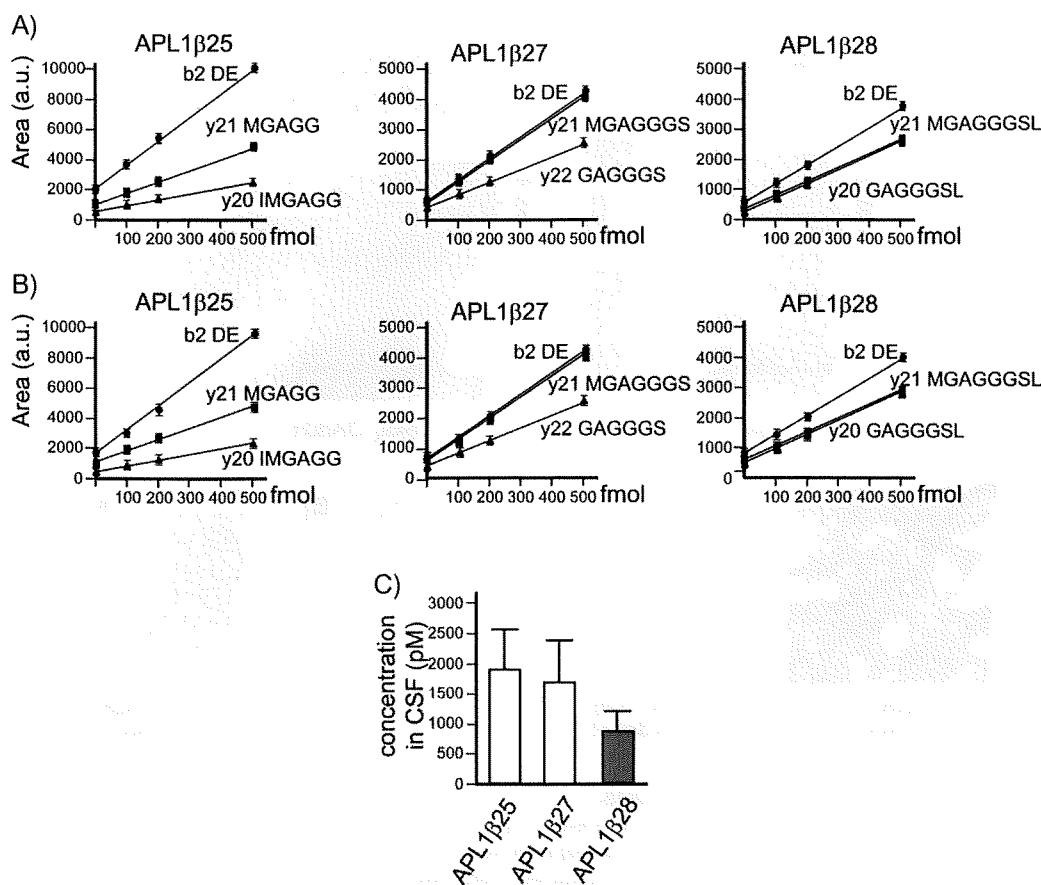 A)
APL1β25
Area (a.u.)
10000
8000
6000
4000
2000
0
b2 DE
y21 MGAGG
y20 IMGAGG
100 200 300 400 500 fmol
APL1β27
5000
4000
3000
2000
1000
0
b2 DE
y21 MGAGGGS
y22 GAGGGS
100 200 300 400 500 fmol
APL1β28
5000
4000
3000
2000
1000
0
b2 DE
y21 MGAGGGSL
y20 GAGGGSL
100 200 300 400 500 fmol
B)
APL1β25
Area (a.u.)
10000
8000
6000
4000
2000
0
b2 DE
y21 MGAGG
y20 IMGAGG
100 200 300 400 500 fmol
APL1β27
5000
4000
3000
2000
1000
0
b2 DE
y21 MGAGGGS
y22 GAGGGS
100 200 300 400 500 fmol
APL1β28
5000
4000
3000
2000
1000
0
b2 DE
y21 MGAGGGSL
y20 GAGGGSL
100 200 300 400 500 fmol
C)
concentration
in CSF (pM)
3000
2500
2000
1500
1000
500
0
APL1β25
APL1β27
APL1β28